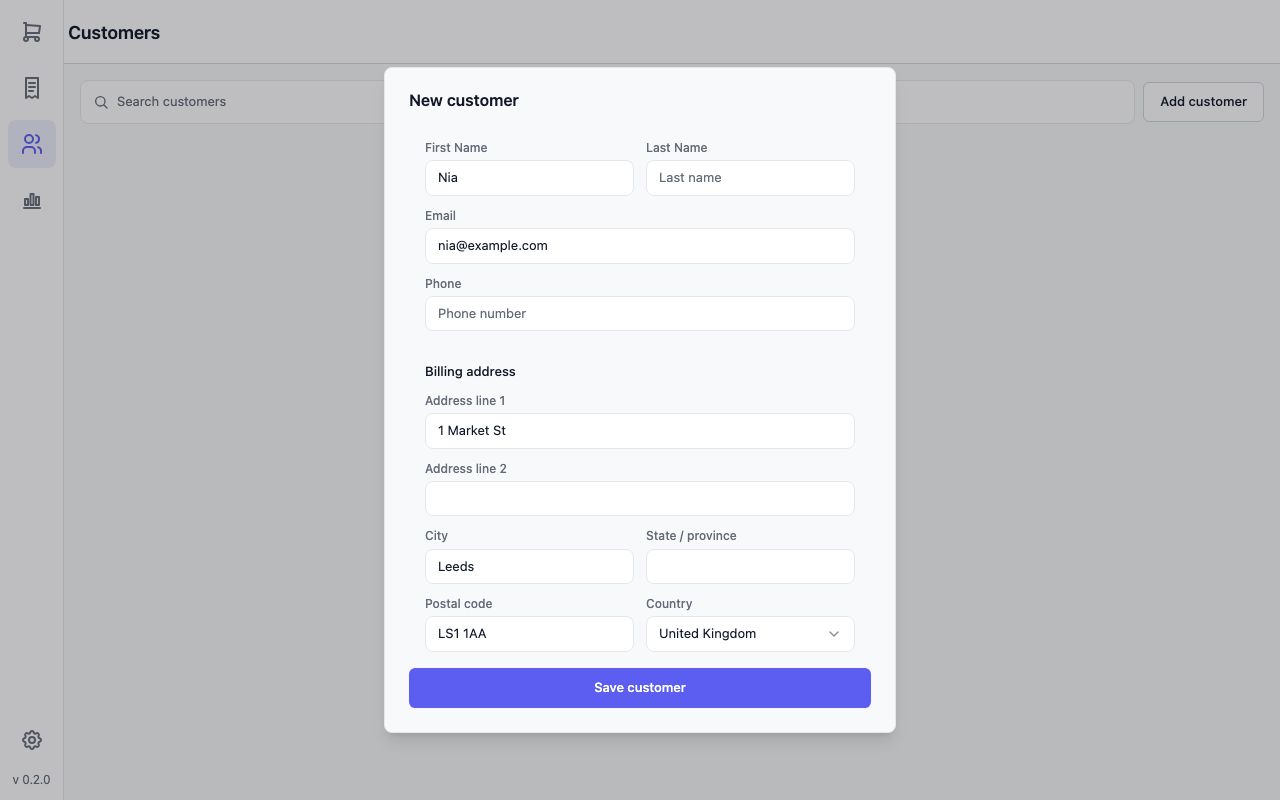 Customers
Search customers
Add customer
New customer
First Name
Last Name
Nia
Last name
Email
nia@example.com
Phone
Phone number
Billing address
Address line 1
1 Market St
Address line 2
City
State / province
Leeds
Postal code
Country
LS1 1AA
United Kingdom
Save customer
v 0.2.0